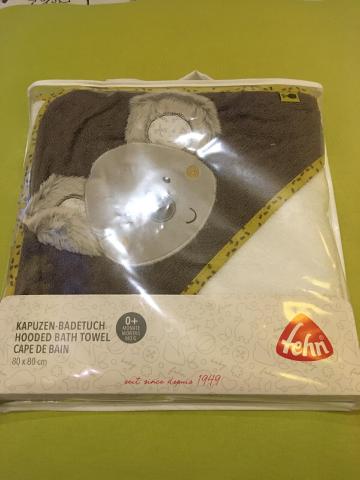 KAPUZEN-BADETUCH
HOODED BATH TOWEL
CAPE DE BAIN
80 x 80 cm
0+
MONATE
MONTHS
fehn
seit since depuis 1949